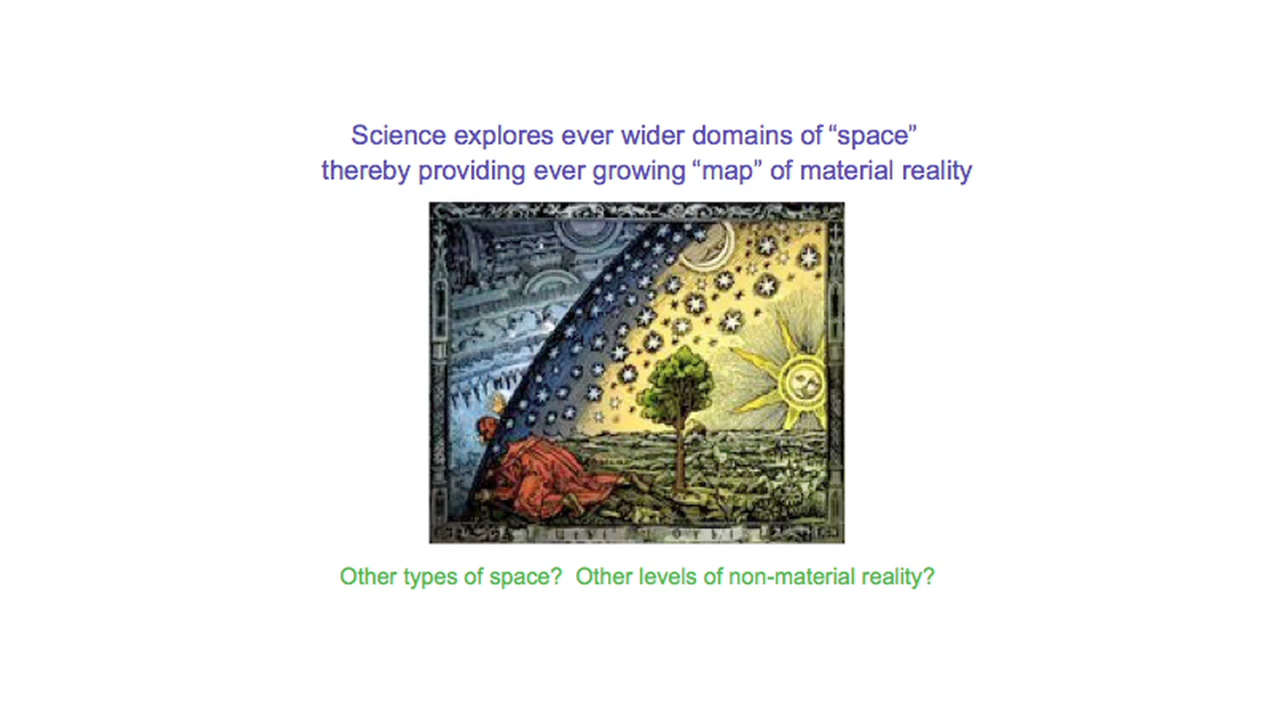 Science explores ever wider domains of “space”
thereby providing ever growing “map” of material reality
Other types of space?  Other levels of non-material reality?